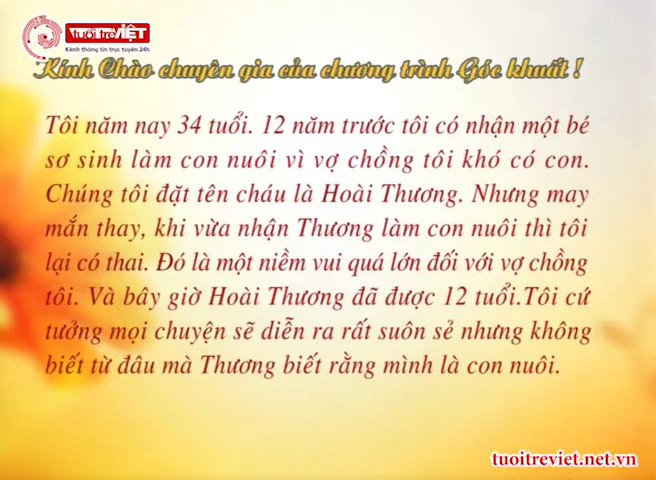 tuoi tre
VIỆT
Kênh thông tin trực tuyến 24h
Kính Chào chuyên gia của chương trình Góc khuất !
Tôi năm nay 34 tuổi. 12 năm trước tôi có nhận một bé
sơ sinh làm con nuôi vì vợ chồng tôi khó có con.
Chúng tôi đặt tên cháu là Hoài Thương. Nhưng may
mắn thay, khi vừa nhận Thương làm con nuôi thì tôi
lại có thai. Đó là một niềm vui quá lớn đối với vợ chồng
tôi. Và bây giờ Hoài Thương đã được 12 tuổi.Tôi cứ
tưởng mọi chuyện sẽ diễn ra rất suôn sẻ nhưng không
biết từ đâu mà Thương biết rằng mình là con nuôi.
tuoitreviet.net.vn